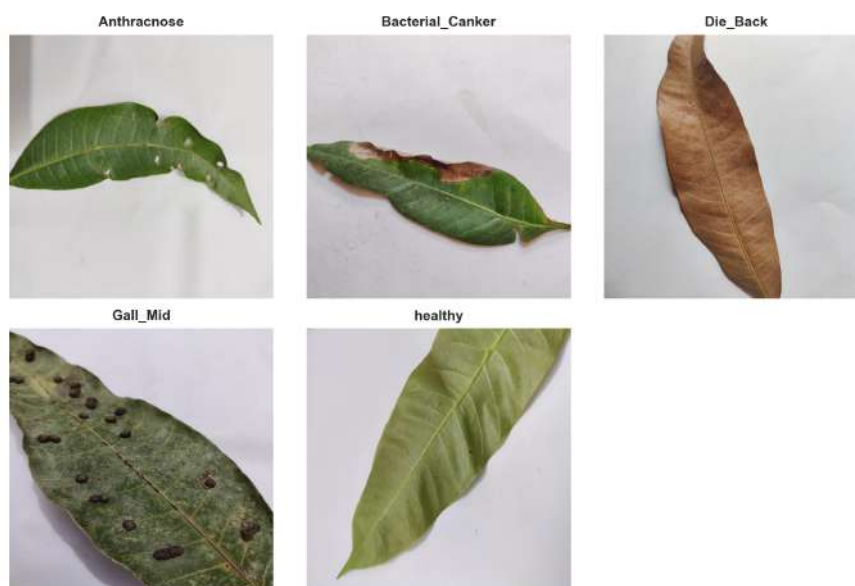 Anthracnose
Bacterial_Canker
Die_Back
Gall_Mid
healthy